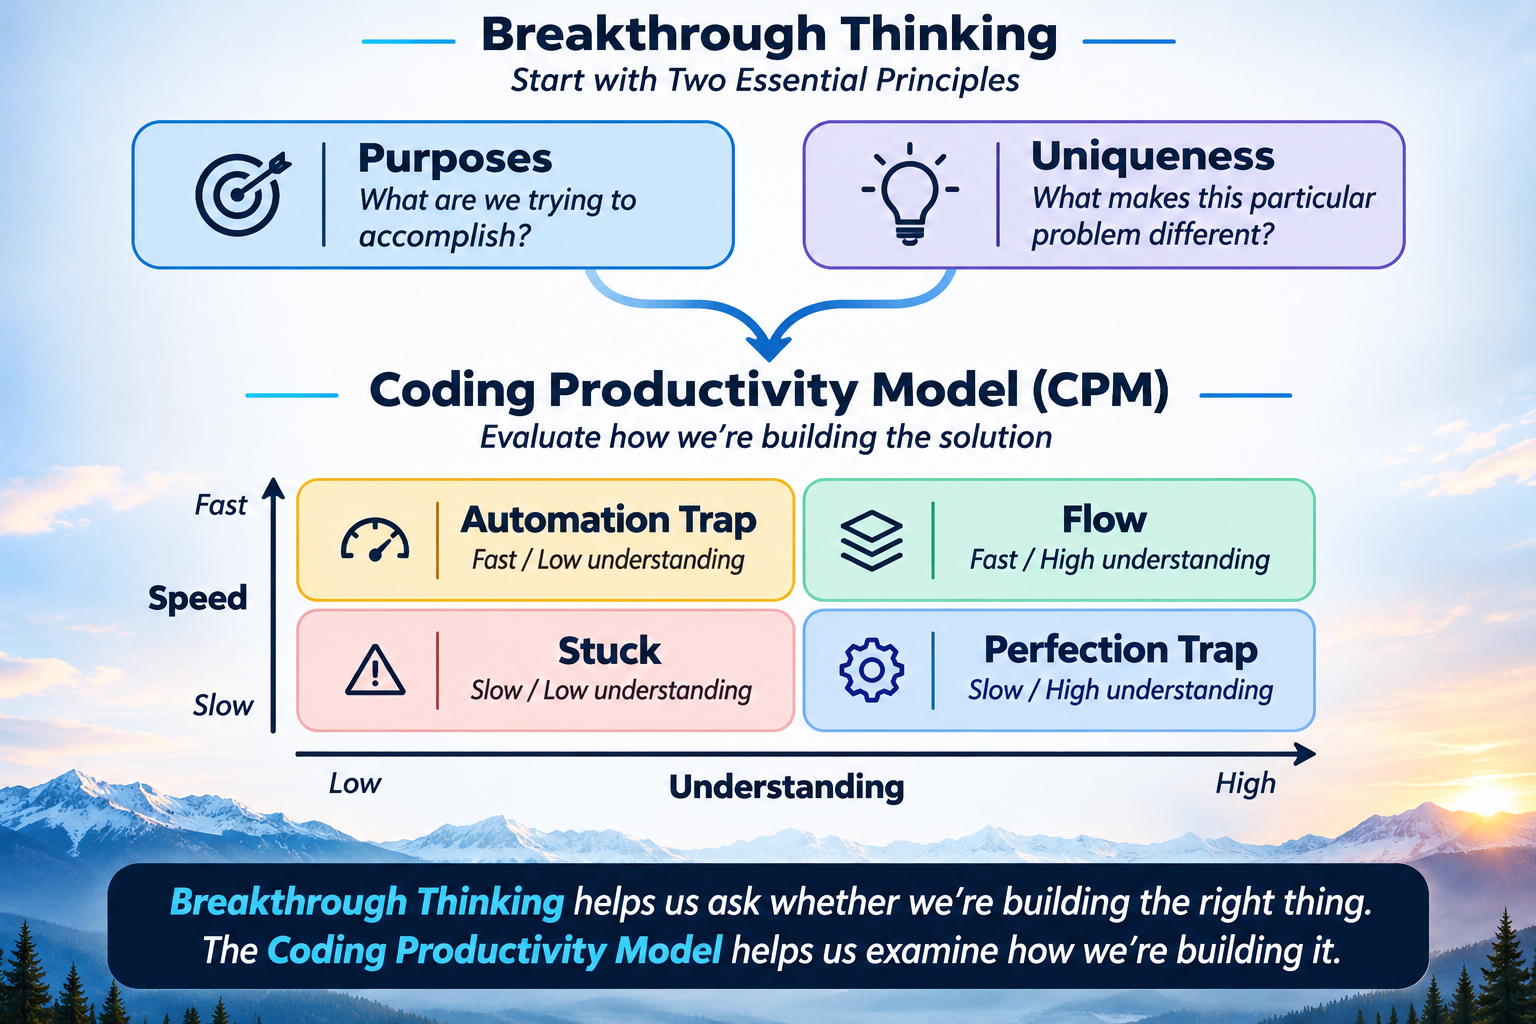 Breakthrough Thinking
Start with Two Essential Principles
Purposes
What are we trying to
accomplish?
Uniqueness
What makes this particular
problem different?
Coding Productivity Model (CPM)
Evaluate how we're building the solution
Fast
Speed
Slow
Automation Trap
Fast / Low understanding
Flow
Fast / High understanding
Stuck
Slow / Low understanding
Perfection Trap
Slow / High understanding
Low
Understanding
High
Breakthrough Thinking helps us ask whether we're building the right thing.
The Coding Productivity Model helps us examine how we're building it.